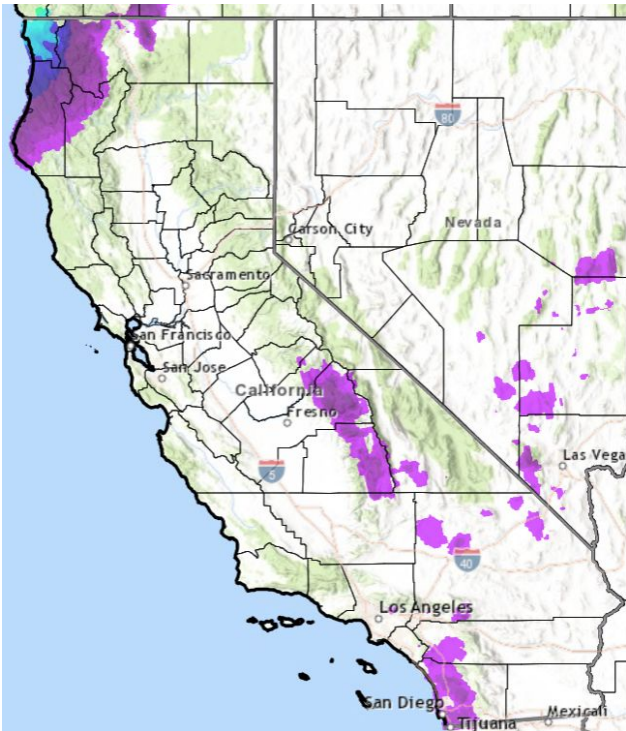 80
Carson City
Nevada
Sacramento
San Francisco
San Jose
California
Fresno
5
Las Vega
40
Los Angeles
San Diego
Mexicali
Tijuana